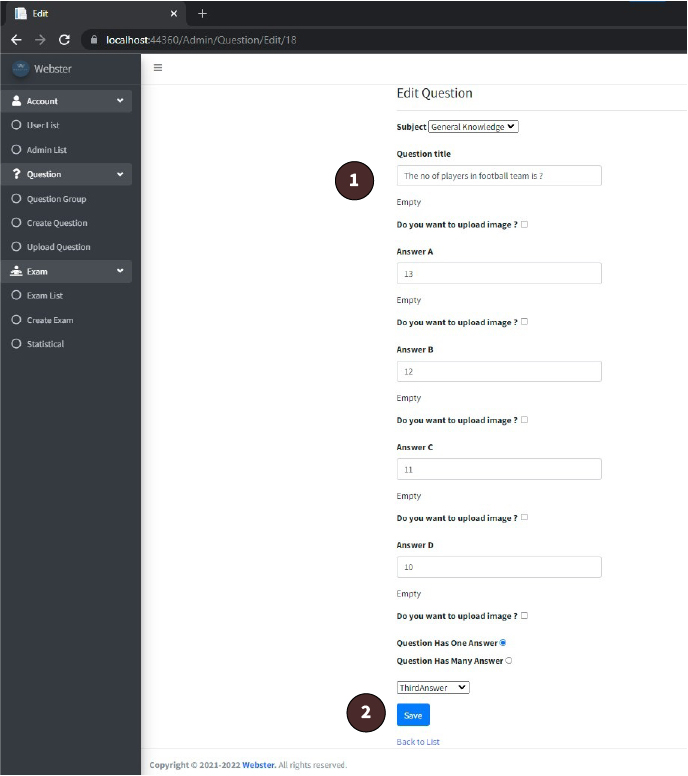 Edit
localhost:44360/Admin/Question/Edit/18
Webster
Account
User List
Admin List
Question
Question Group
Create Question
Upload Question
Exam
Exam List
Create Exam
Statistical
Edit Question
Subject General Knowledge
Question title
1
The no of players in football team is ?
Empty
Do you want to upload image ?
Answer A
13
Empty
Do you want to upload image ?
Answer B
12
Empty
Do you want to upload image ?
Answer C
11
Empty
Do you want to upload image ?
Answer D
10
Empty
Do you want to upload image ?
Question Has One Answer
Question Has Many Answer
ThirdAnswer
2
Save
Back to List
Copyright © 2021-2022 Webster. All rights reserved.